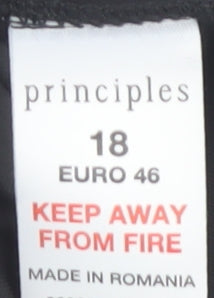 principles
18
EURO 46
KEEP AWAY
FROM FIRE
MADE IN ROMANIA